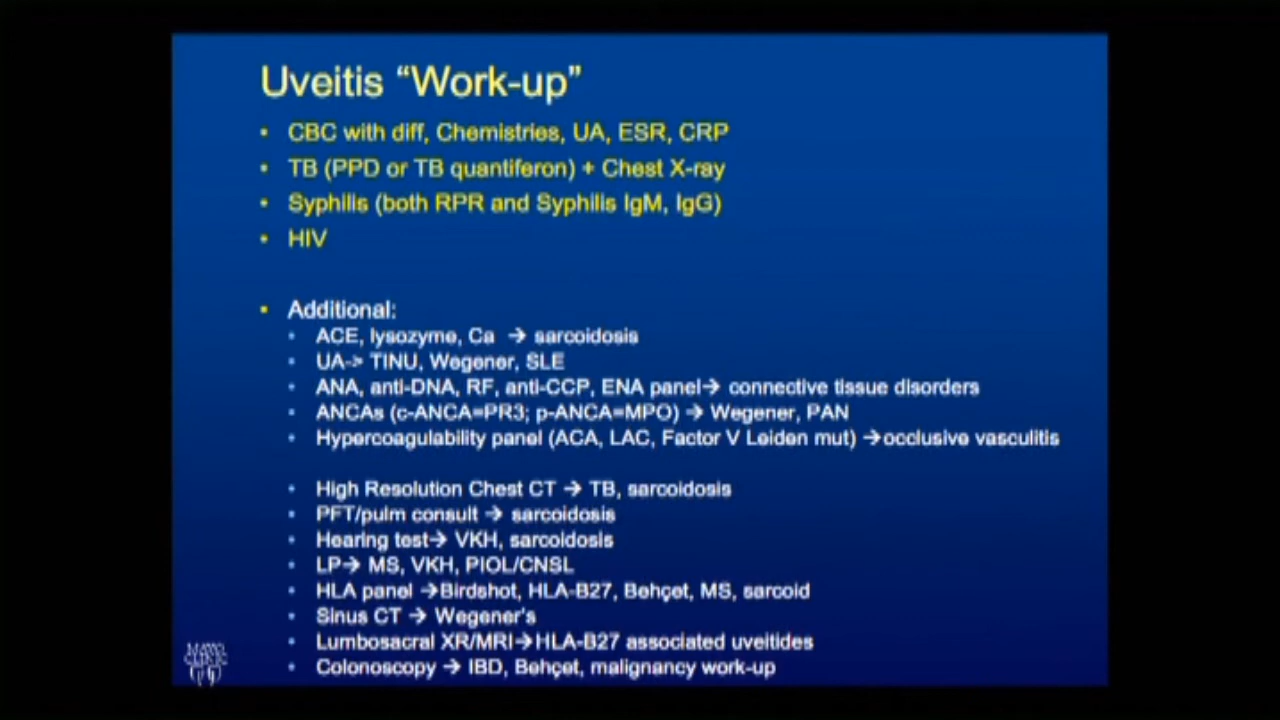 Uveitis “Work-up”
• CBC with diff, Chemistries, UA, ESR, CRP
• TB (PPD or TB quantiferon) + Chest X-ray
• Syphilis (both RPR and Syphilis IgM, IgG)
• HIV
• Additional:
• ACE, lysozyme, Ca → sarcoidosis
• UA-> TINU, Wegener, SLE
• ANA, anti-DNA, RF, anti-CCP, ENA panel→ connective tissue disorders
• ANCAs (c-ANCA=PR3; p-ANCA=MPO) → Wegener, PAN
• Hypercoagulability panel (ACA, LAC, Factor V Leiden mut) →occlusive vasculitis
• High Resolution Chest CT → TB, sarcoidosis
• PFT/pulm consult → sarcoidosis
• Hearing test→ VKH, sarcoidosis
• LP→ MS, VKH, PIOL/CNSL
• HLA panel →Birdshot, HLA-B27, Behçet, MS, sarcoid
• Sinus CT → Wegener's
• Lumbosacral XR/MRI→HLA-B27 associated uveitides
• Colonoscopy → IBD, Behçet, malignancy work-up
MAYO
CLINIC